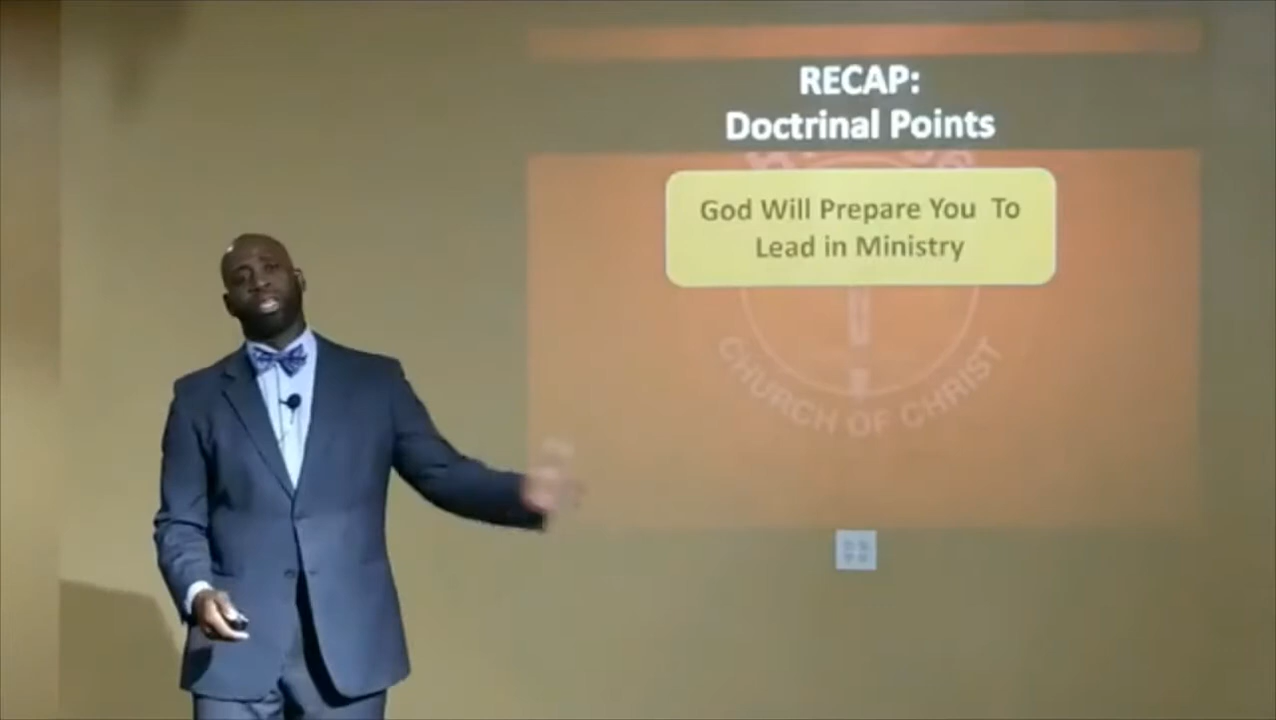 RECAP:
Doctrinal Points
God Will Prepare You To
Lead in Ministry
CHURCH OF CHRIST